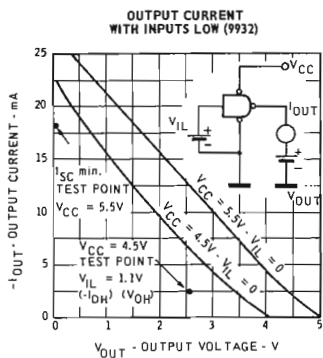 OUTPUT CURRENT
WITH INPUTS LOW (9932)
25
20
15
10
5
0
0 1 2 3 4 5
-IOUT - OUTPUT CURRENT - mA
VOUT - OUTPUT VOLTAGE - V
VCC
IOUT
VIL
+
-
+
-
VOUT
ISC min.
TEST POINT
VCC = 5.5V
VCC = 5.5V - VIL = 0
VCC = 4.5V - VIL = 0
VCC = 4.5V
TEST POINT
VIL = 1.1V
(-IOH) (VOH)